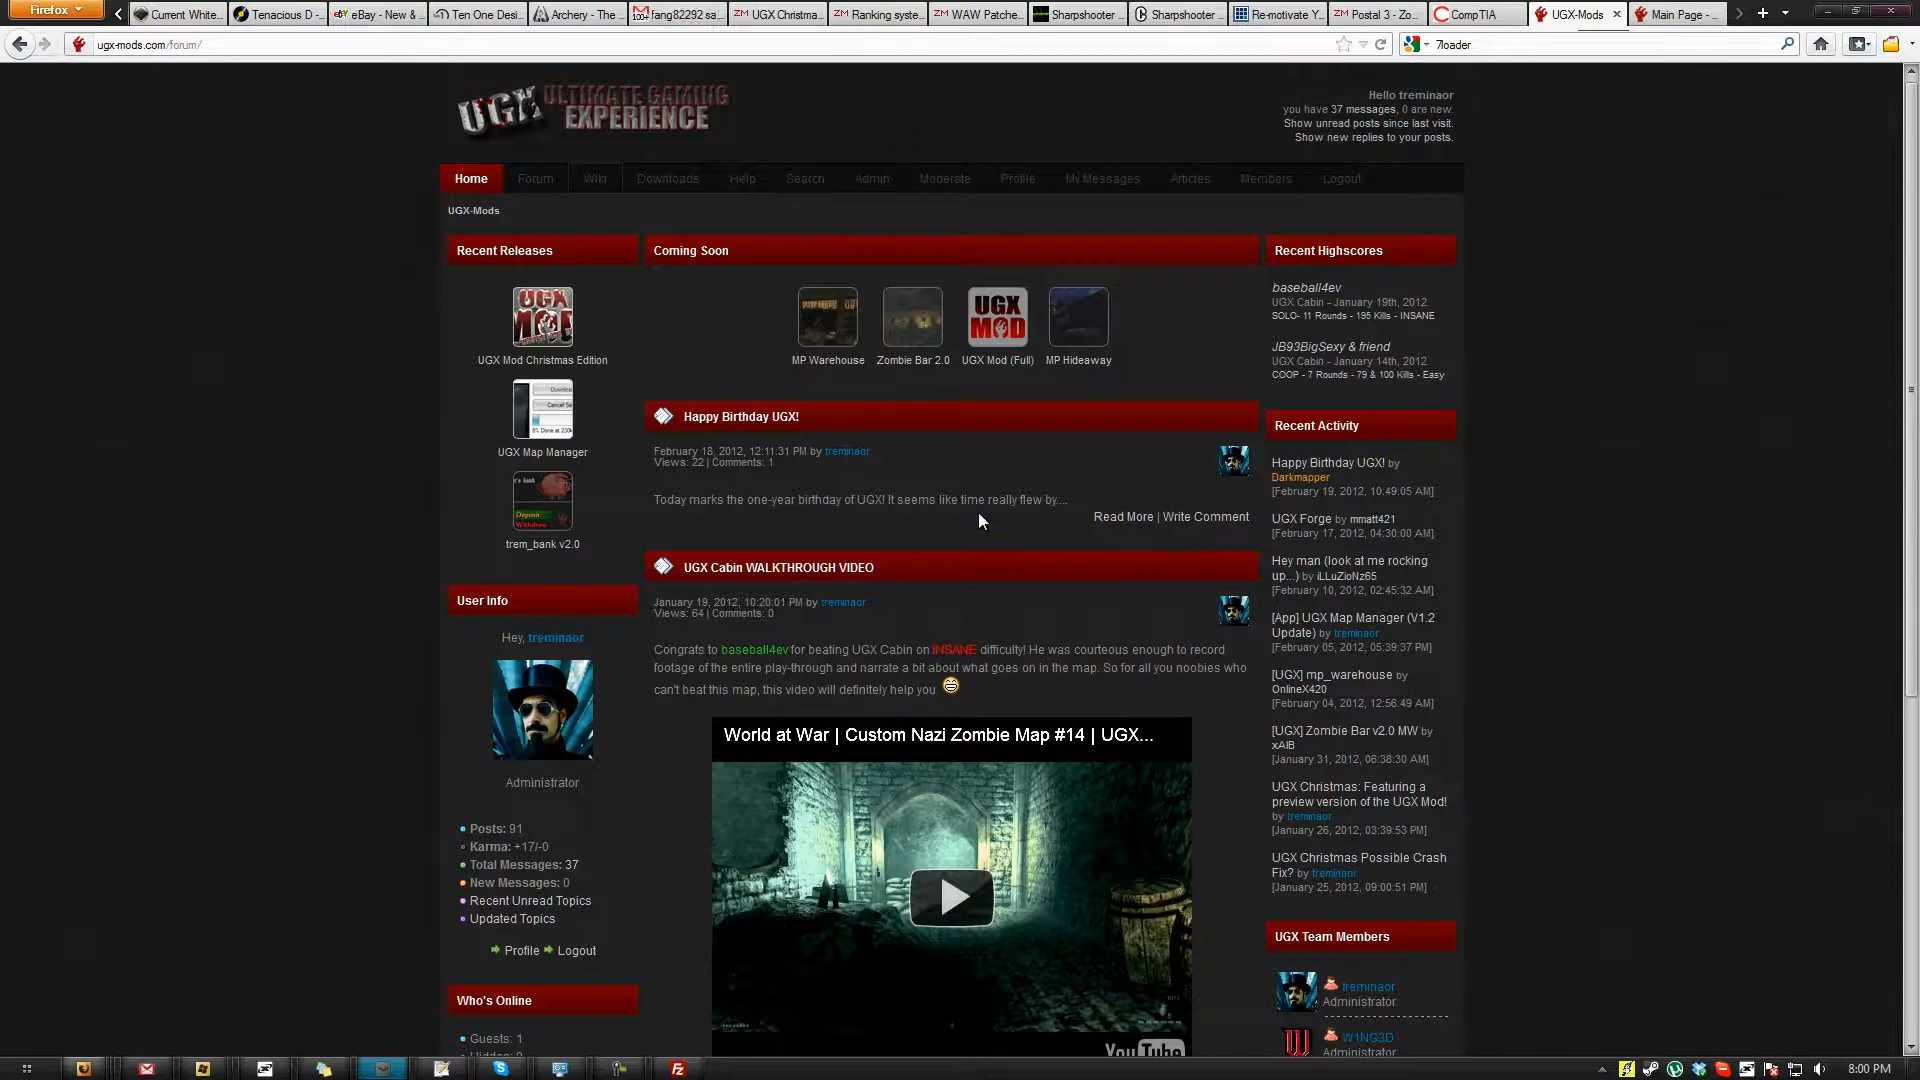 Firefox
Current White...
Tenacious D -...
eBay - New & ...
Ten One Desi...
Archery - The ...
fang82292 sa...
UGX Christma...
Ranking syste...
WAW Patche...
Sharpshooter ...
Sharpshooter ...
Re-motivate Y...
Postal 3 - Zo...
CompTIA
UGX-Mods
Main Page - ...
ugx-mods.com/forum/
7loader
UGX ULTIMATE GAMING
EXPERIENCE
Hello treminaor
you have 37 messages, 0 are new.
Show unread posts since last visit.
Show new replies to your posts.
Home Forum Wiki Downloads Help Search Admin Moderate Profile My Messages Articles Members Logout
UGX-Mods
Recent Releases
UGX MOD
UGX Mod Christmas Edition
Cancel Se
8% Done at 230k
UGX Map Manager
Deposit
Withdraw
trem_bank v2.0
User Info
Hey, treminaor
Administrator
Posts: 91
Karma: +17/-0
Total Messages: 37
New Messages: 0
Recent Unread Topics
Updated Topics
Profile Logout
Who's Online
Guests: 1
Coming Soon
UGX
MOD
MP Warehouse Zombie Bar 2.0 UGX Mod (Full) MP Hideaway
Happy Birthday UGX!
February 18, 2012, 12:11:31 PM by treminaor
Views: 22 | Comments: 1
Today marks the one-year birthday of UGX! It seems like time really flew by....
Read More | Write Comment
UGX Cabin WALKTHROUGH VIDEO
January 19, 2012, 10:20:01 PM by treminaor
Views: 64 | Comments: 0
Congrats to baseball4ev for beating UGX Cabin on INSANE difficulty! He was courteous enough to record
footage of the entire play-through and narrate a bit about what goes on in the map. So for all you noobies who
can't beat this map, this video will definitely help you
World at War | Custom Nazi Zombie Map #14 | UGX...
YouTube
Recent Highscores
baseball4ev
UGX Cabin - January 19th, 2012
SOLO- 11 Rounds - 195 Kills - INSANE
JB93BigSexy & friend
UGX Cabin - January 14th, 2012
COOP - 7 Rounds - 79 & 100 Kills - Easy
Recent Activity
Happy Birthday UGX! by
Darkmapper
[February 19, 2012, 10:49:05 AM]
UGX Forge by mmatt421
[February 17, 2012, 04:30:00 AM]
Hey man (look at me rocking
up...) by iLLuZioNz65
[February 10, 2012, 02:45:32 AM]
[App] UGX Map Manager (V1.2
Update) by treminaor
[February 05, 2012, 05:39:37 PM]
[UGX] mp_warehouse by
OnlineX420
[February 04, 2012, 12:56:49 AM]
[UGX] Zombie Bar v2.0 MW by
xAIB
[January 31, 2012, 06:38:30 AM]
UGX Christmas: Featuring a
preview version of the UGX Mod!
by treminaor
[January 26, 2012, 03:39:53 PM]
UGX Christmas Possible Crash
Fix? by treminaor
[January 25, 2012, 09:00:51 PM]
UGX Team Members
treminaor
Administrator
W1NG3D
Administrator
8:00 PM